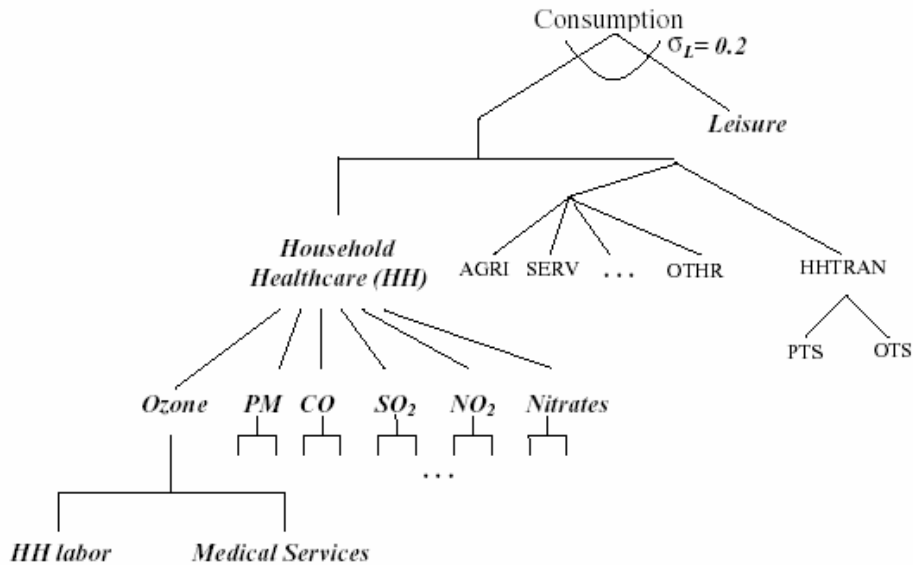 Consumption
σL= 0.2
Leisure
Household
Healthcare (HH)
AGRI SERV ... OTHR HHTRAN
PTS OTS
Ozone PM CO SO2 NO2 Nitrates
...
HH labor Medical Services